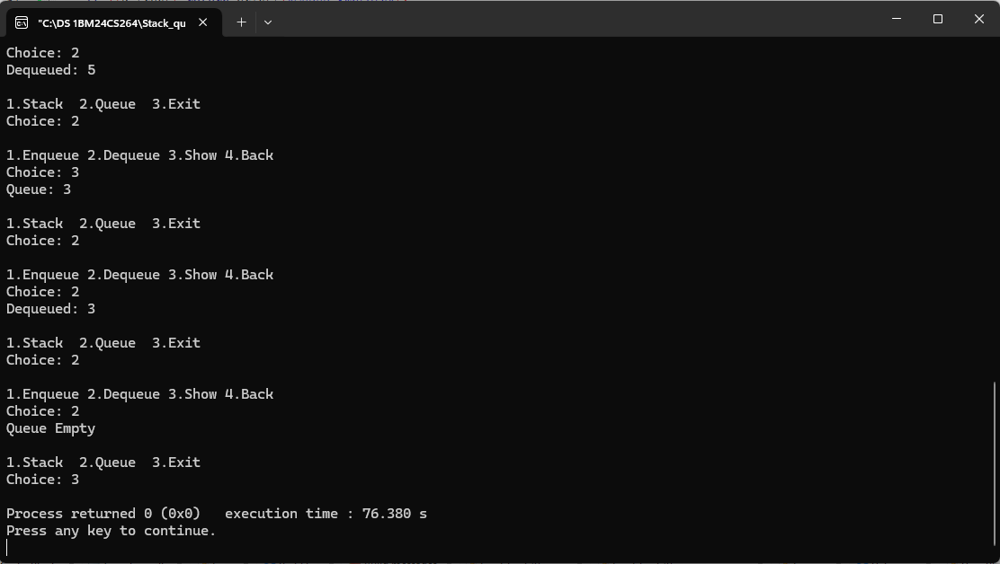 "C:\DS 1BM24CS264\Stack_qu
Choice: 2
Dequeued: 5
1.Stack  2.Queue  3.Exit
Choice: 2
1.Enqueue 2.Dequeue 3.Show 4.Back
Choice: 3
Queue: 3
1.Stack  2.Queue  3.Exit
Choice: 2
1.Enqueue 2.Dequeue 3.Show 4.Back
Choice: 2
Dequeued: 3
1.Stack  2.Queue  3.Exit
Choice: 2
1.Enqueue 2.Dequeue 3.Show 4.Back
Choice: 2
Queue Empty
1.Stack  2.Queue  3.Exit
Choice: 3
Process returned 0 (0x0)   execution time : 76.380 s
Press any key to continue.